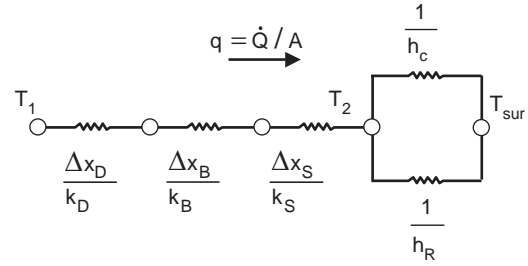 q = Q̇ / A
1
h_c
T_1
T_2
T_sur
Δx_D
k_D
Δx_B
k_B
Δx_S
k_S
1
h_R